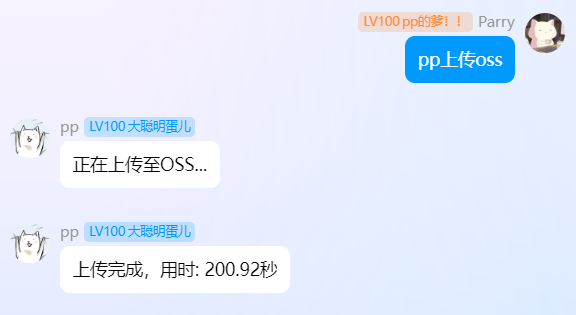 LV100 pp的爹！！ Parry
pp上传oss
pp LV100 大聪明蛋儿
正在上传至OSS...
pp LV100 大聪明蛋儿
上传完成，用时: 200.92秒